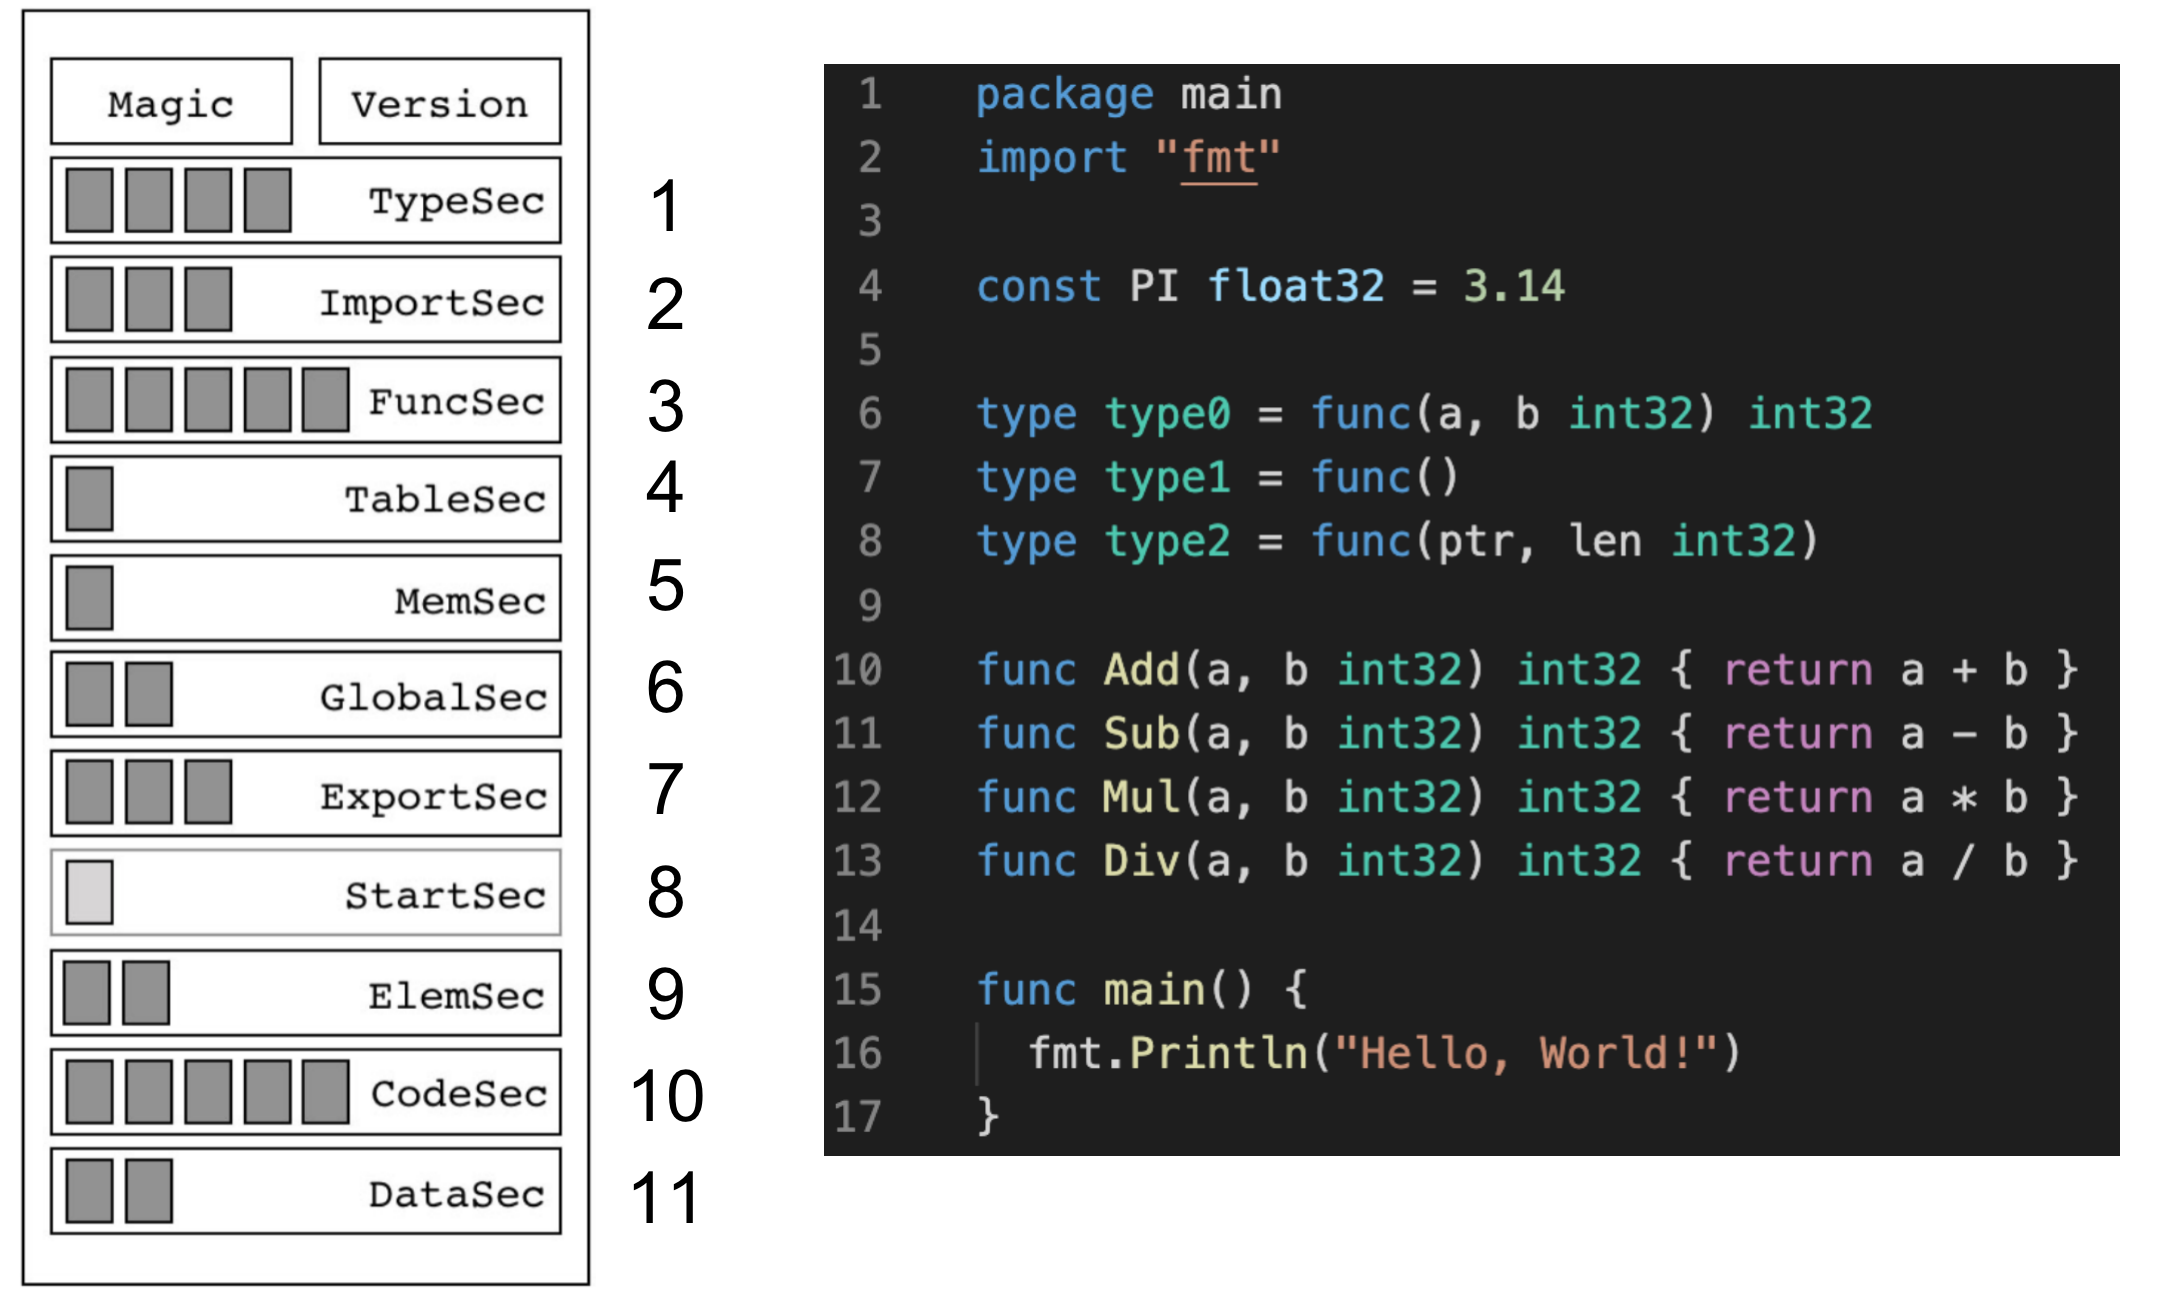 Magic Version
TypeSec 1
ImportSec 2
FuncSec 3
TableSec 4
MemSec 5
GlobalSec 6
ExportSec 7
StartSec 8
ElemSec 9
CodeSec 10
DataSec 11
1 package main
2 import "fmt"
3
4 const PI float32 = 3.14
5
6 type type0 = func(a, b int32) int32
7 type type1 = func()
8 type type2 = func(ptr, len int32)
9
10 func Add(a, b int32) int32 { return a + b }
11 func Sub(a, b int32) int32 { return a - b }
12 func Mul(a, b int32) int32 { return a * b }
13 func Div(a, b int32) int32 { return a / b }
14
15 func main() {
16 fmt.Println("Hello, World!")
17 }